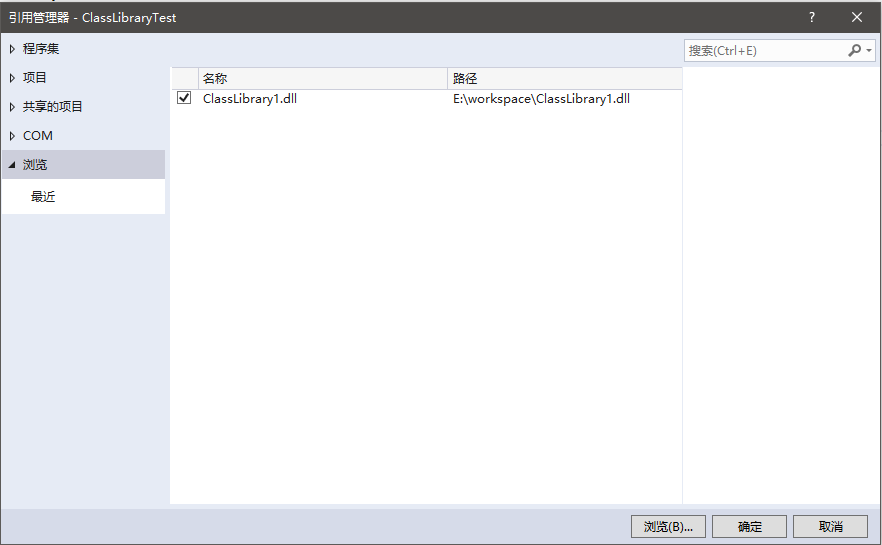 引用管理器 - ClassLibraryTest
?
程序集
项目
共享的项目
COM
浏览
最近
搜索(Ctrl+E)
名称 路径
ClassLibrary1.dll E:\workspace\ClassLibrary1.dll
浏览(B)... 确定 取消